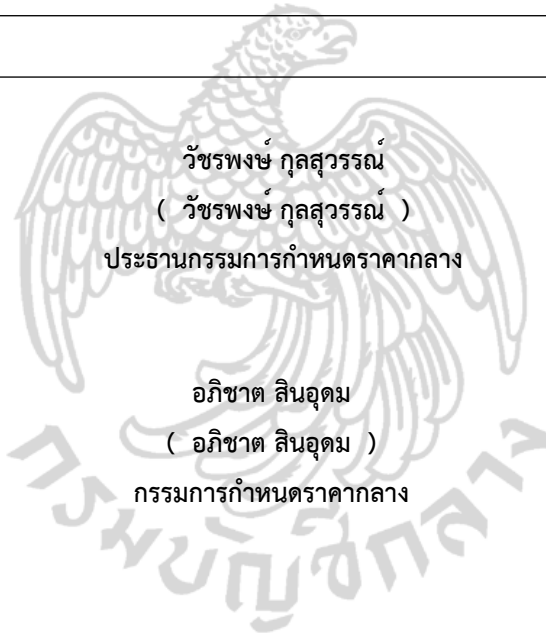 วัชรพงษ์ กุลสุวรรณ์
( วัชรพงษ์ กุลสุวรรณ์ )
ประธานกรรมการกำหนดราคากลาง
อภิชาต สินอุดม
( อภิชาต สินอุดม )
กรรมการกำหนดราคากลาง
กรมบัญชีกลาง